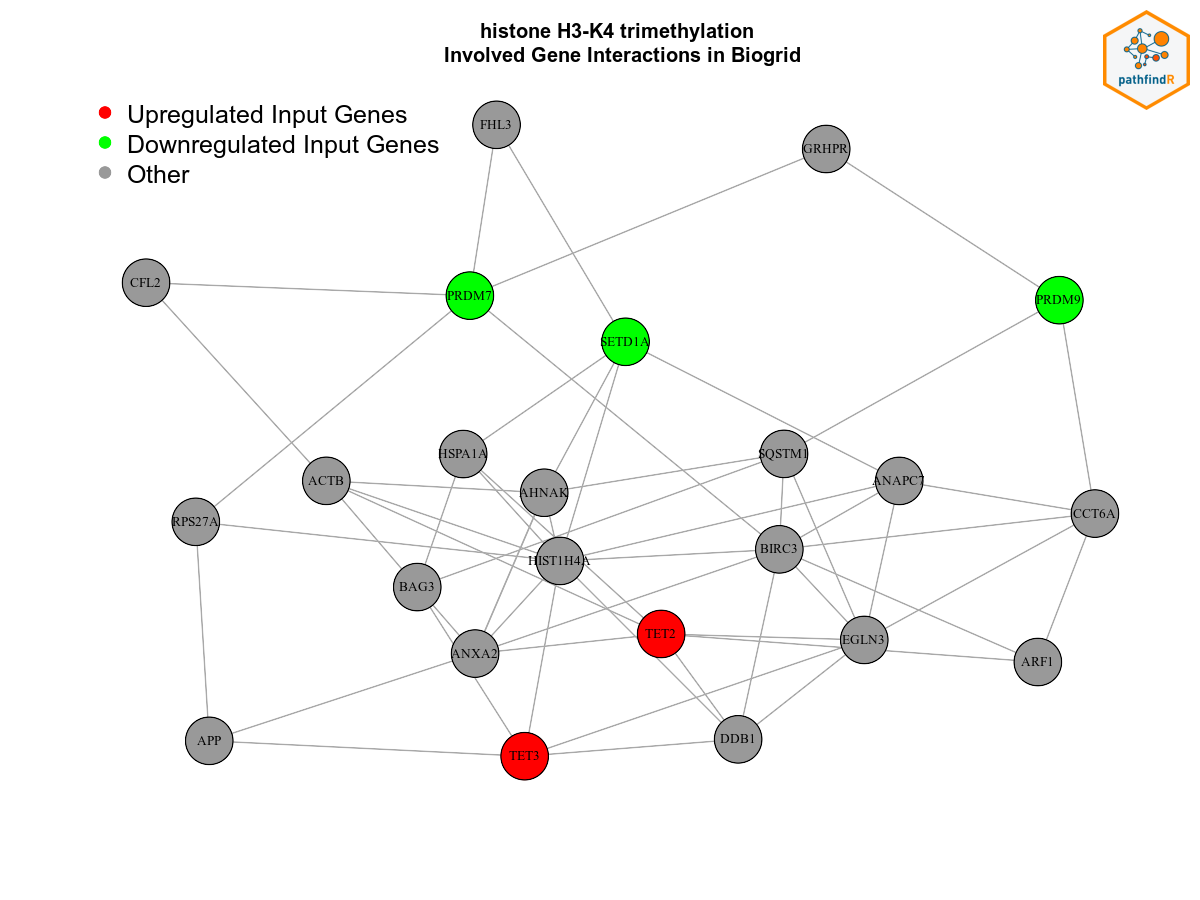 histone H3-K4 trimethylation
Involved Gene Interactions in Biogrid
pathfindR
Upregulated Input Genes
Downregulated Input Genes
Other
FHL3
GRHPR
CFL2
PRDM7
PRDM9
SETD1A
HSPA1A
SQSTM1
ACTB
AHNAK
ANAPC7
RPS27A
CCT6A
HIST1H4A
BIRC3
BAG3
TET2
EGLN3
ANXA2
ARF1
APP
TET3
DDB1